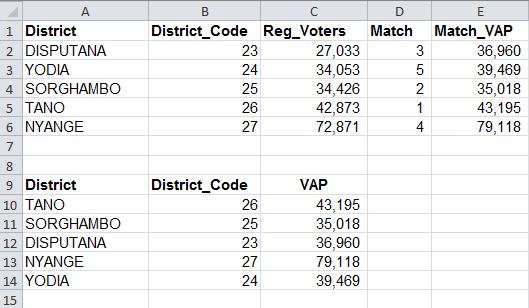 A B C D E
1 District District_Code Reg_Voters Match Match_VAP
2 DISPUTANA 23 27,033 3 36,960
3 YODIA 24 34,053 5 39,469
4 SORGHAMBO 25 34,426 2 35,018
5 TANO 26 42,873 1 43,195
6 NYANGE 27 72,871 4 79,118
7
8
9 District District_Code VAP
10 TANO 26 43,195
11 SORGHAMBO 25 35,018
12 DISPUTANA 23 36,960
13 NYANGE 27 79,118
14 YODIA 24 39,469
15